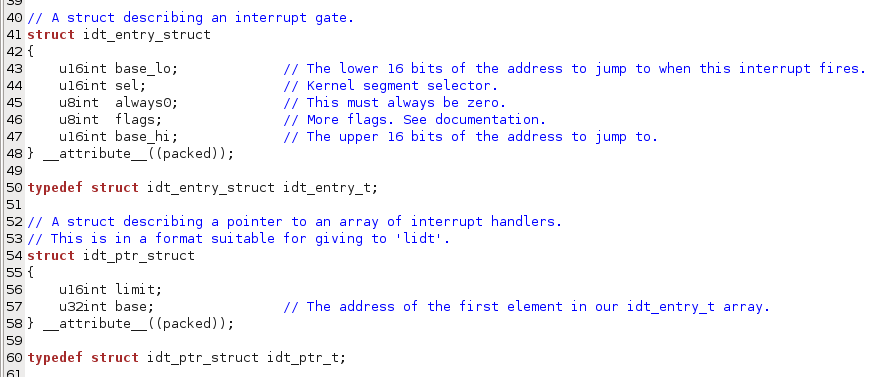 39
40 // A struct describing an interrupt gate.
41 struct idt_entry_struct
42 {
43     u16int base_lo;             // The lower 16 bits of the address to jump to when this interrupt fires.
44     u16int sel;                 // Kernel segment selector.
45     u8int  always0;             // This must always be zero.
46     u8int  flags;               // More flags. See documentation.
47     u16int base_hi;             // The upper 16 bits of the address to jump to.
48 } __attribute__((packed));
49
50 typedef struct idt_entry_struct idt_entry_t;
51
52 // A struct describing a pointer to an array of interrupt handlers.
53 // This is in a format suitable for giving to 'lidt'.
54 struct idt_ptr_struct
55 {
56     u16int limit;
57     u32int base;                // The address of the first element in our idt_entry_t array.
58 } __attribute__((packed));
59
60 typedef struct idt_ptr_struct idt_ptr_t;
61